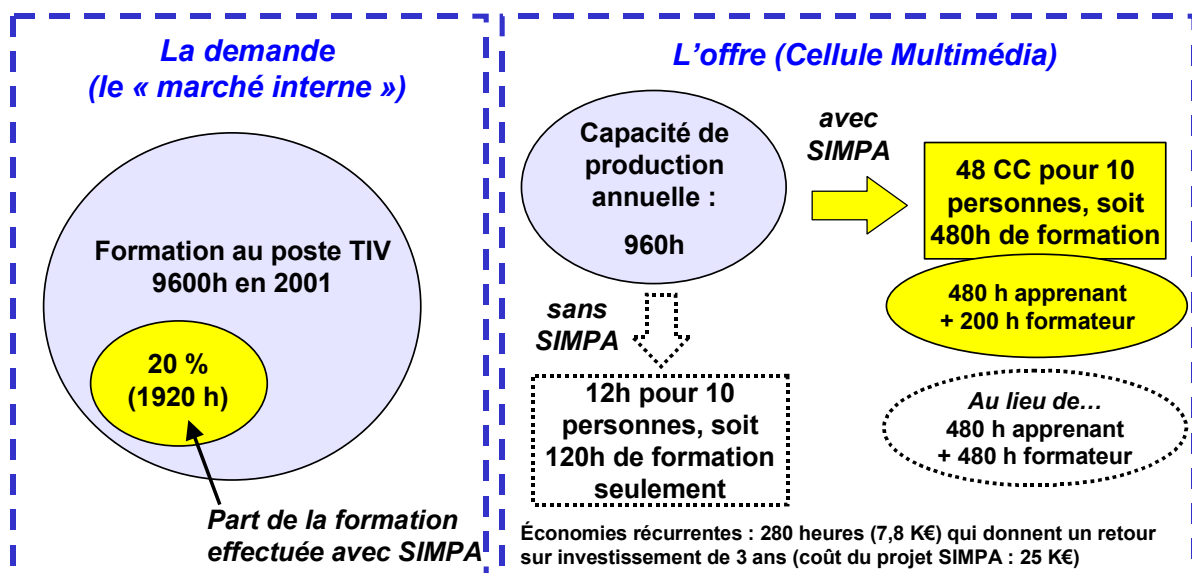 La demande
(le « marché interne »)
Formation au poste TIV
9600h en 2001
20 %
(1920 h)
Part de la formation
effectuée avec SIMPA
L’offre (Cellule Multimédia)
Capacité de
production
annuelle :
960h
avec
SIMPA
48 CC pour 10
personnes, soit
480h de formation
480 h apprenant
+ 200 h formateur
sans
SIMPA
12h pour 10
personnes, soit
120h de formation
seulement
Au lieu de…
480 h apprenant
+ 480 h formateur
Économies récurrentes : 280 heures (7,8 K€) qui donnent un retour
sur investissement de 3 ans (coût du projet SIMPA : 25 K€)